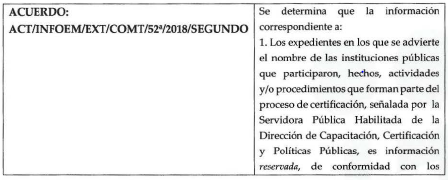 ACUERDO:
ACT/INFOEM/EXT/COMT/52ª/2018/SEGUNDO
Se determina que la información
correspondiente a:
1. Los expedientes en los que se advierte
el nombre de las instituciones públicas
que participaron, hechos, actividades
y/o procedimientos que forman parte del
proceso de certificación, señalada por la
Servidora Pública Habilitada de la
Dirección de Capacitación, Certificación
y Políticas Públicas, es información
reservada, de conformidad con los